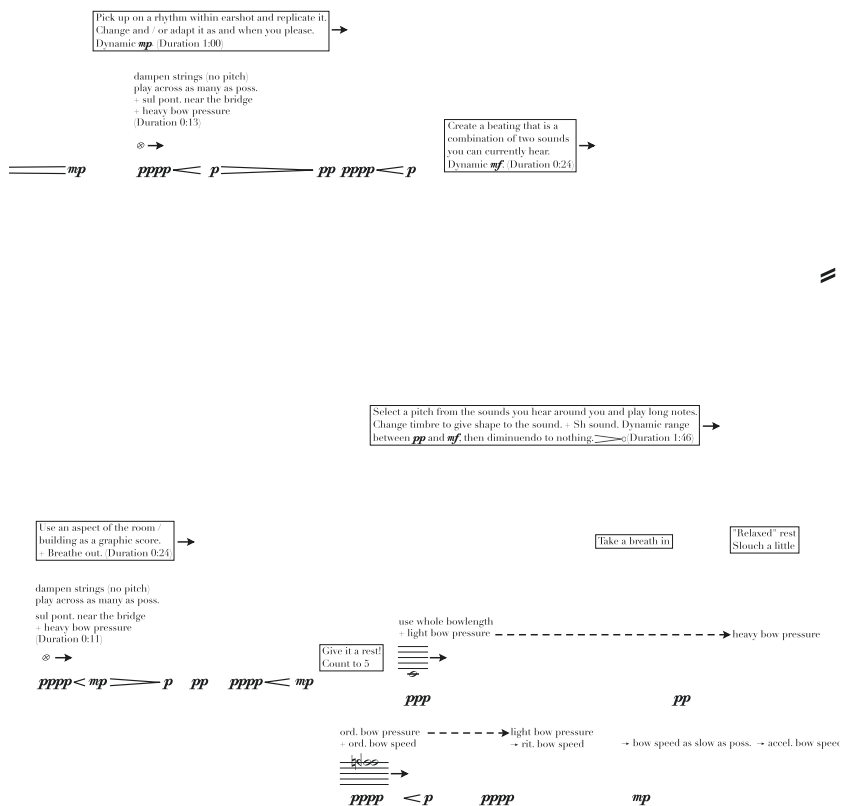 Pick up on a rhythm within earshot and replicate it.
Change and / or adapt it as and when you please.
Dynamic mp. (Duration 1:00)
dampen strings (no pitch)
play across as many as poss.
+ sul pont. near the bridge
+ heavy bow pressure
(Duration 0:13)
Create a beating that is a
combination of two sounds
you can currently hear.
Dynamic mf. (Duration 0:24)
mp pppp p pp pppp p
Select a pitch from the sounds you hear around you and play long notes.
Change timbre to give shape to the sound. + Sh sound. Dynamic range
between pp and mf, then diminuendo to nothing. (Duration 1:46)
Use an aspect of the room /
building as a graphic score.
+ Breathe out. (Duration 0:24)
Take a breath in
"Relaxed" rest
Slouch a little
dampen strings (no pitch)
play across as many as poss.
sul pont. near the bridge
+ heavy bow pressure
(Duration 0:11)
use whole bowlength
+ light bow pressure
heavy bow pressure
Give it a rest!
Count to 5
pppp mp p pp pppp mp
ppp pp
ord. bow pressure light bow pressure
+ ord. bow speed → rit. bow speed → bow speed as slow as poss. → accel. bow speed
pppp p pppp mp